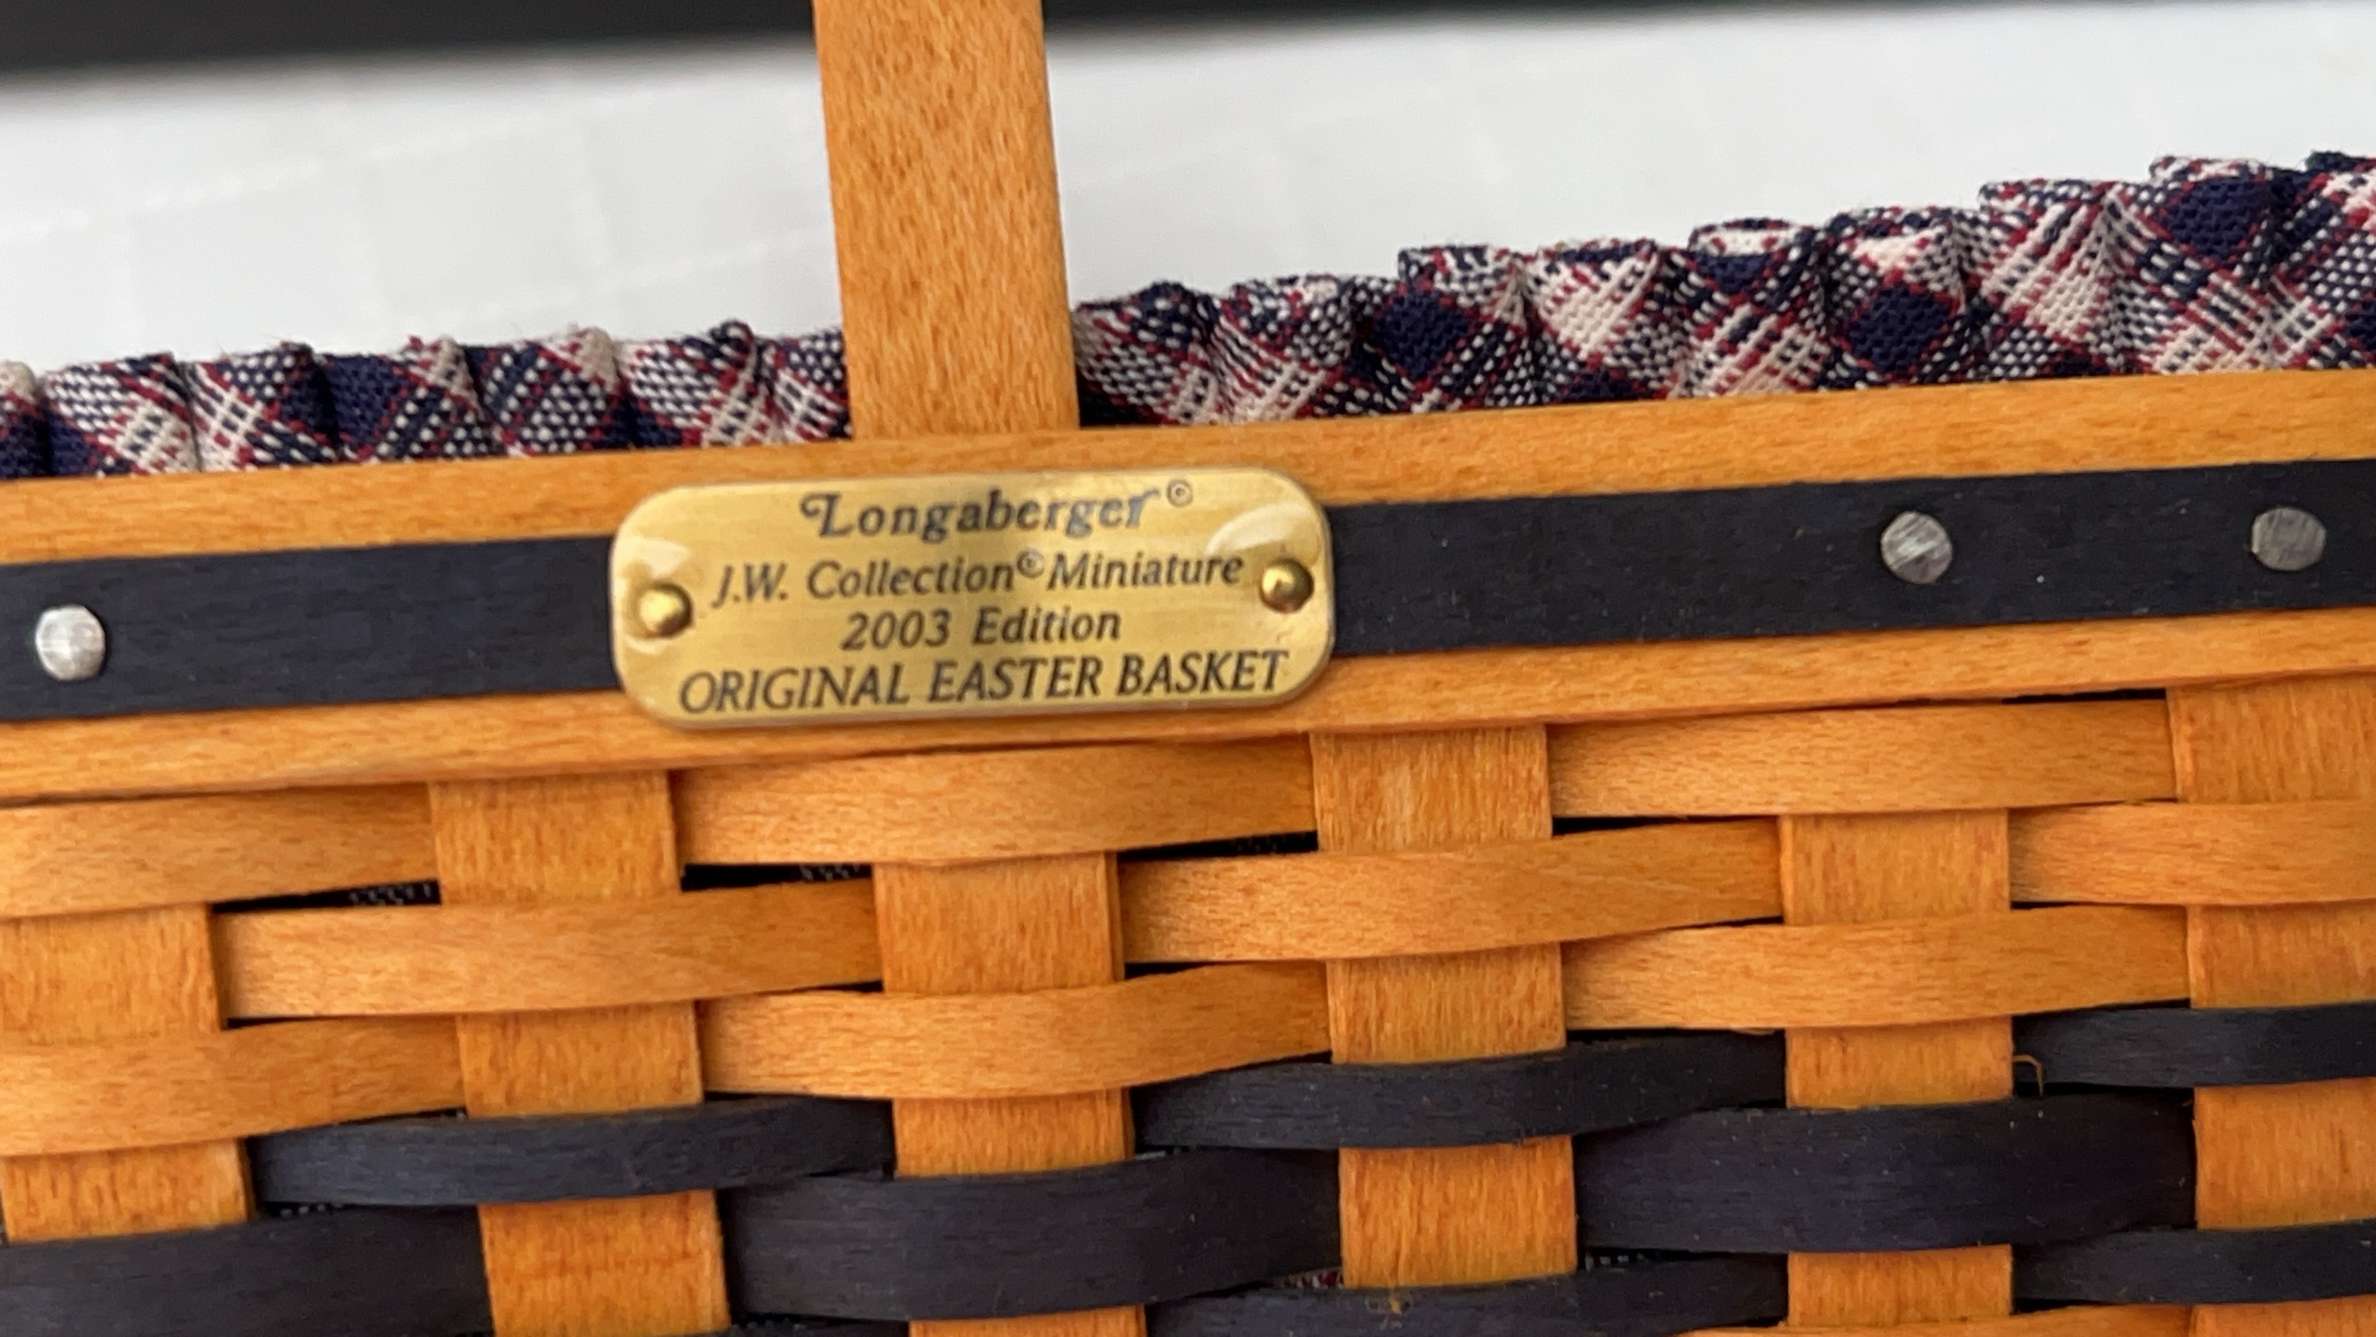 Longaberger©
J.W. Collection© Miniature
2003 Edition
ORIGINAL EASTER BASKET